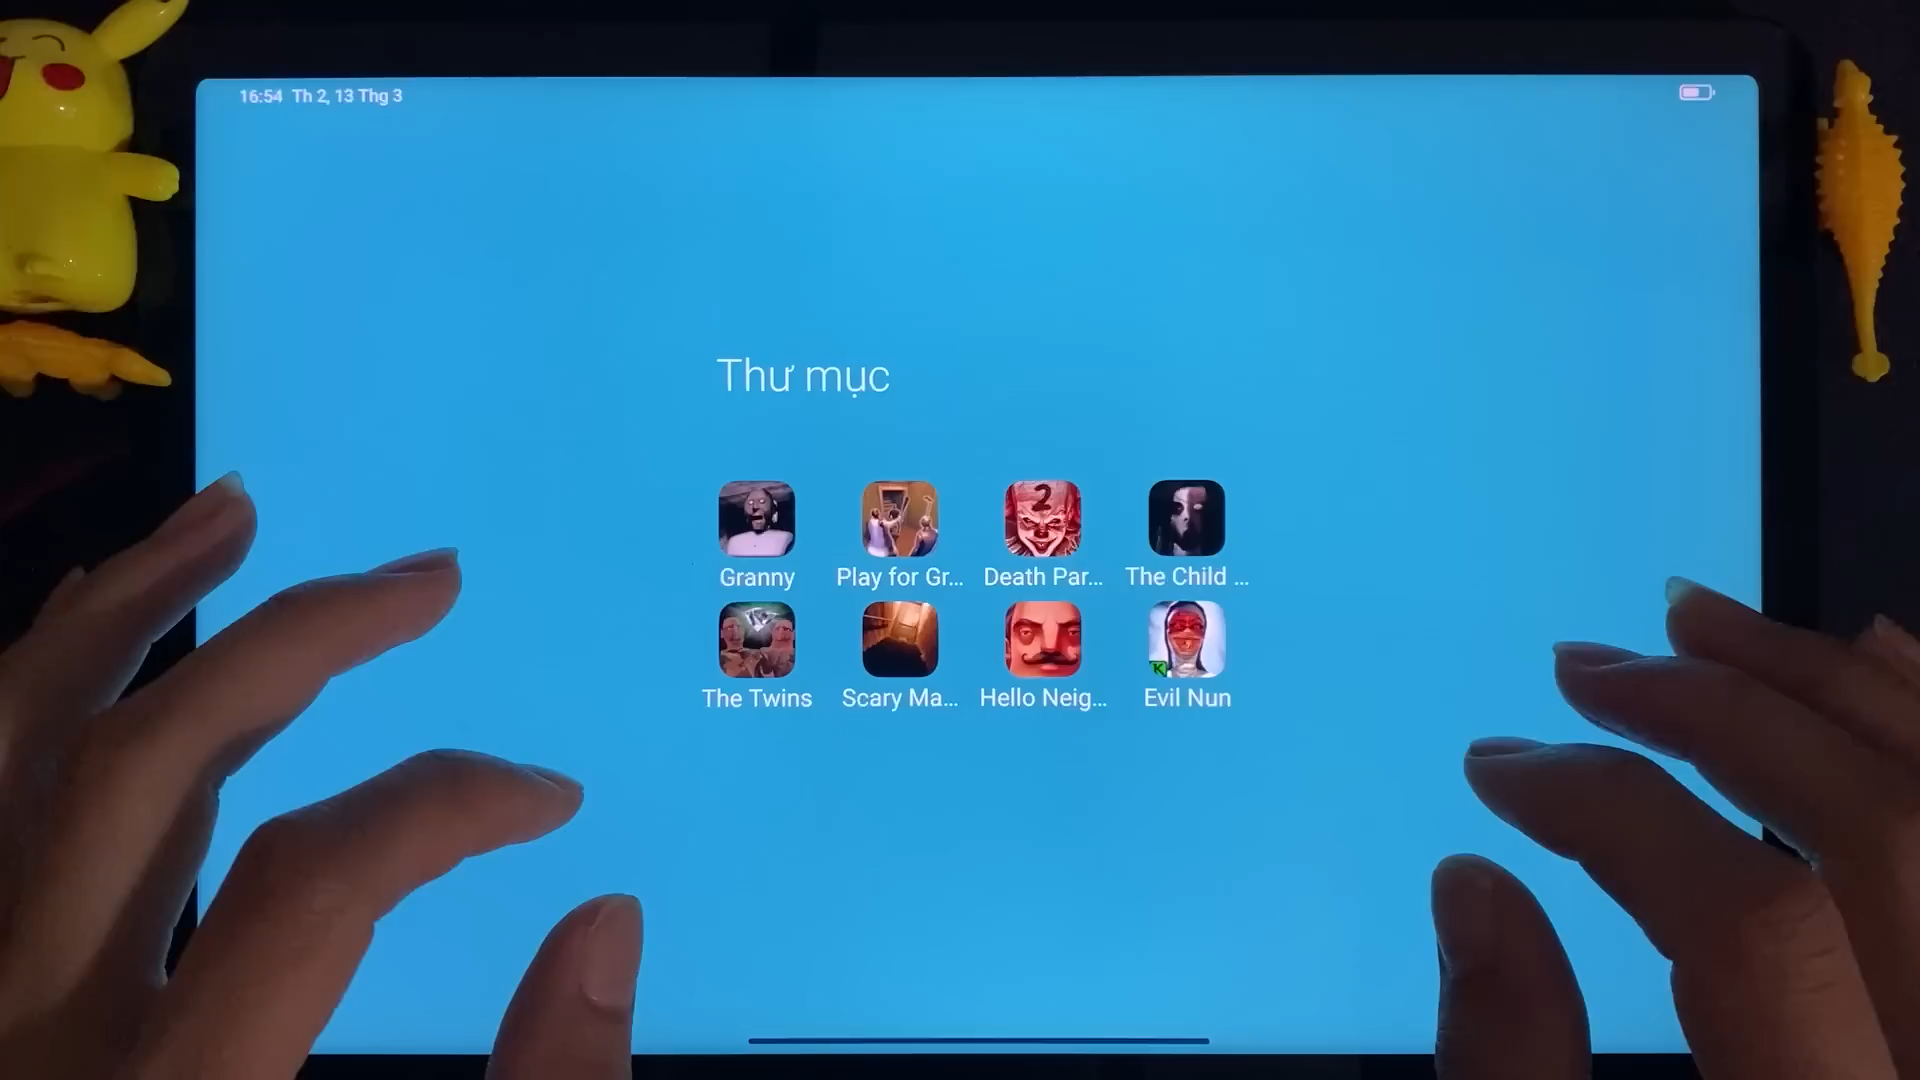 16:54 Th 2, 13 Thg 3
Thư mục
Granny
Play for Gr...
Death Par...
The Child ...
The Twins
Scary Ma...
Hello Neig...
Evil Nun
2
K